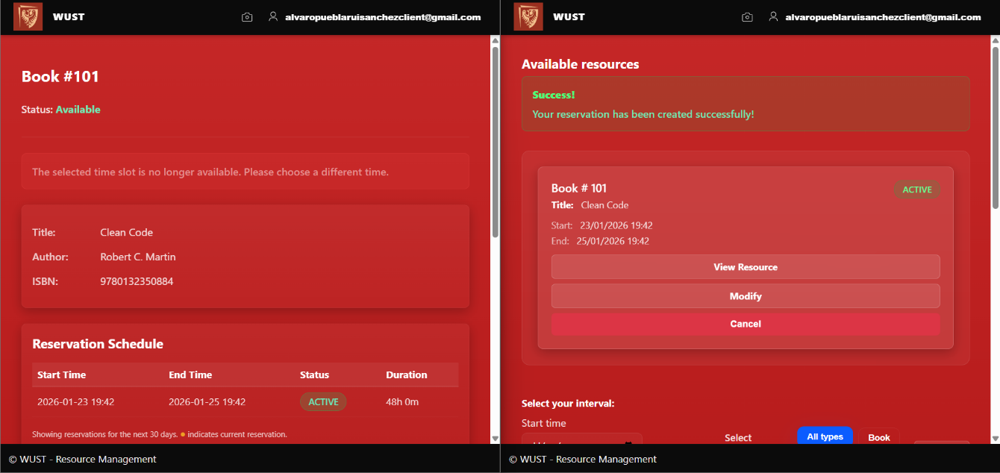 WUST
alvaropueblaruisanchezclient@gmail.com
Book #101
Status: Available
The selected time slot is no longer available. Please choose a different time.
Title: Clean Code
Author: Robert C. Martin
ISBN: 9780132350884
Reservation Schedule
Start Time End Time Status Duration
2026-01-23 19:42 2026-01-25 19:42 ACTIVE 48h 0m
Showing reservations for the next 30 days. indicates current reservation.
© WUST - Resource Management
WUST
alvaropueblaruisanchezclient@gmail.com
Available resources
Success!
Your reservation has been created successfully!
Book # 101
ACTIVE
Title: Clean Code
Start: 23/01/2026 19:42
End: 25/01/2026 19:42
View Resource
Modify
Cancel
Select your interval:
Start time
Select
All types
Book
© WUST - Resource Management